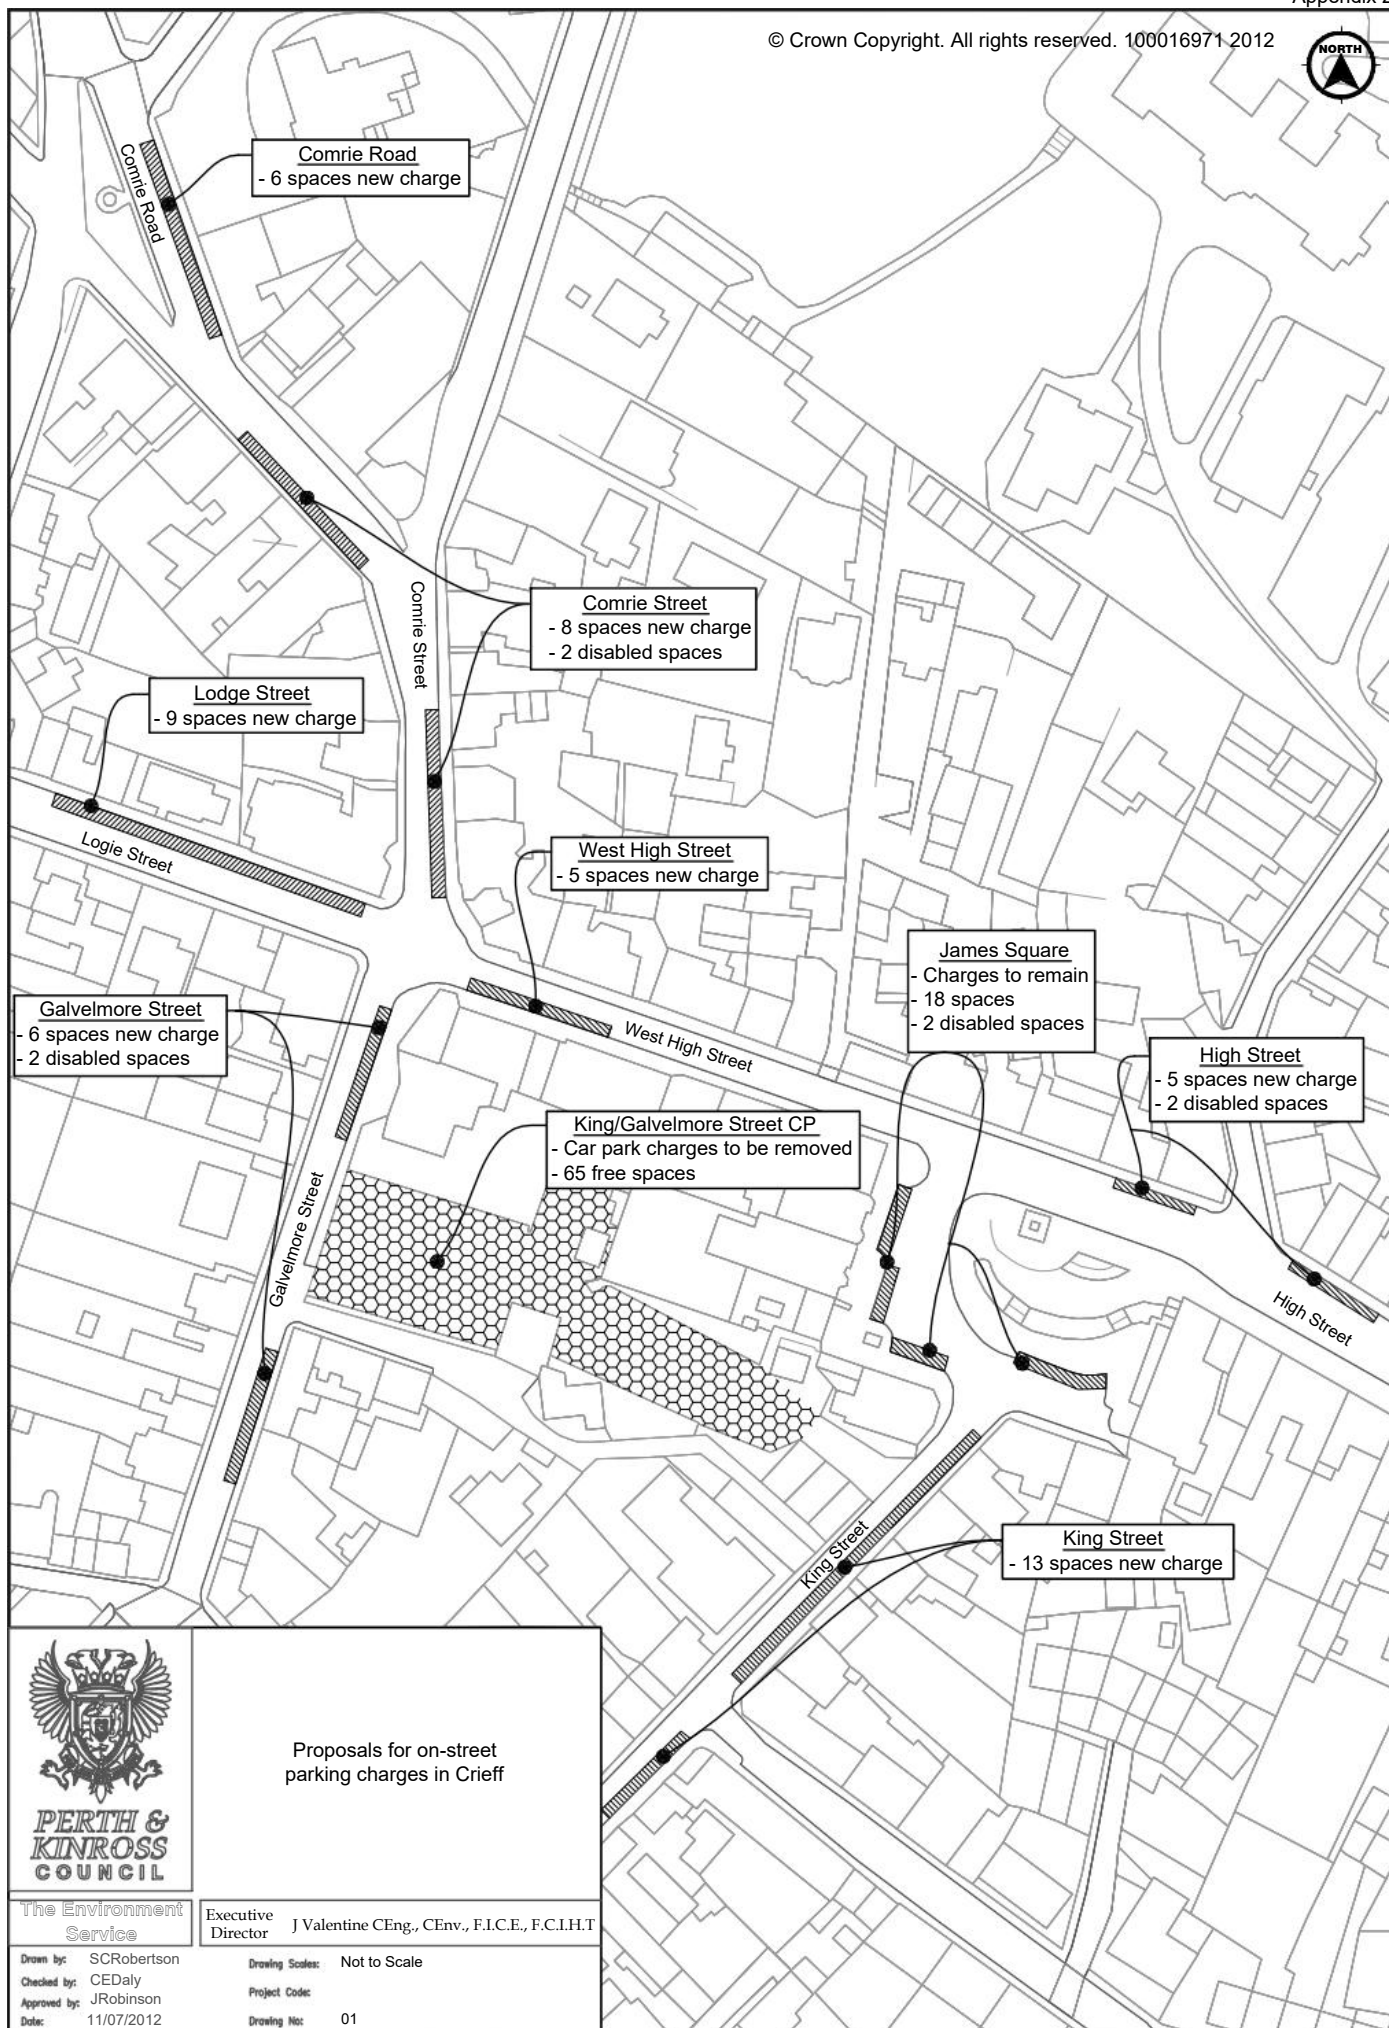 Appendix 2
© Crown Copyright. All rights reserved. 100016971 2012
NORTH
Comrie Road
- 6 spaces new charge
Comrie Road
Comrie Street
- 8 spaces new charge
- 2 disabled spaces
Comrie Street
Lodge Street
- 9 spaces new charge
Logie Street
West High Street
- 5 spaces new charge
James Square
- Charges to remain
- 18 spaces
- 2 disabled spaces
Galvelmore Street
- 6 spaces new charge
- 2 disabled spaces
West High Street
High Street
- 5 spaces new charge
- 2 disabled spaces
King/Galvelmore Street CP
- Car park charges to be removed
- 65 free spaces
Galvelmore Street
High Street
King Street
- 13 spaces new charge
King Street
PERTH &
KINROSS
COUNCIL
Proposals for on-street
parking charges in Crieff
The Environment
Service
Executive
Director
J Valentine CEng., CEnv., F.I.C.E., F.C.I.H.T
Drawn by: SCRobertson
Checked by: CEDaly
Approved by: JRobinson
Date: 11/07/2012
Drawing Scales: Not to Scale
Project Code:
Drawing No: 01